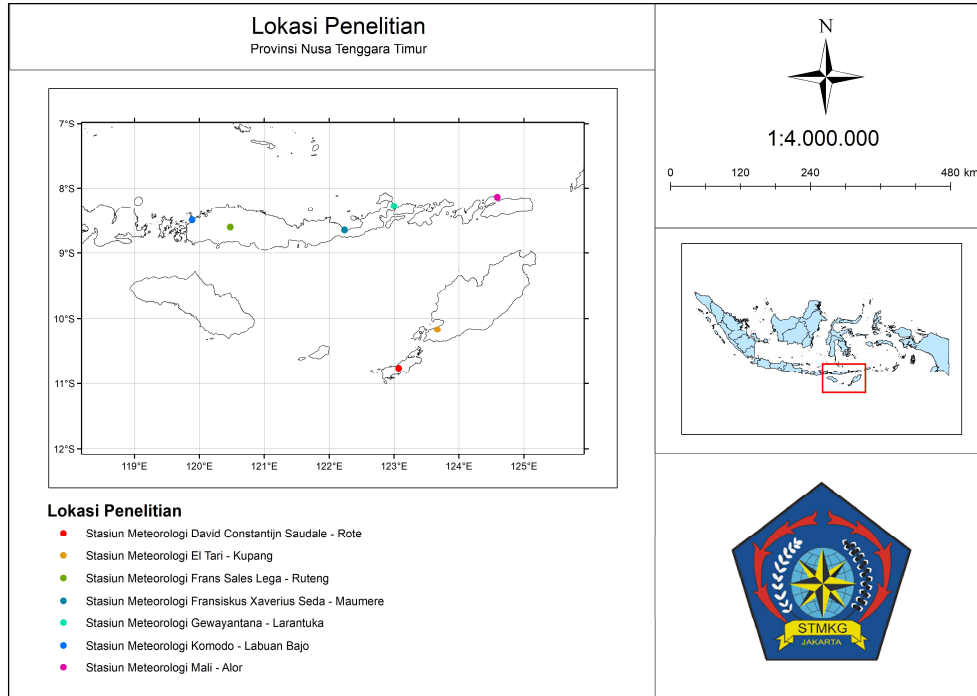 Lokasi Penelitian
Provinsi Nusa Tenggara Timur
N
1:4.000.000
0 120 240 480 km
7°S
8°S
9°S
10°S
11°S
12°S
119°E 120°E 121°E 122°E 123°E 124°E 125°E
Lokasi Penelitian
Stasiun Meteorologi David Constantijn Saudale - Rote
Stasiun Meteorologi El Tari - Kupang
Stasiun Meteorologi Frans Sales Lega - Ruteng
Stasiun Meteorologi Fransiskus Xaverius Seda - Maumere
Stasiun Meteorologi Gewayantana - Larantuka
Stasiun Meteorologi Komodo - Labuan Bajo
Stasiun Meteorologi Mali - Alor
STMKG
JAKARTA